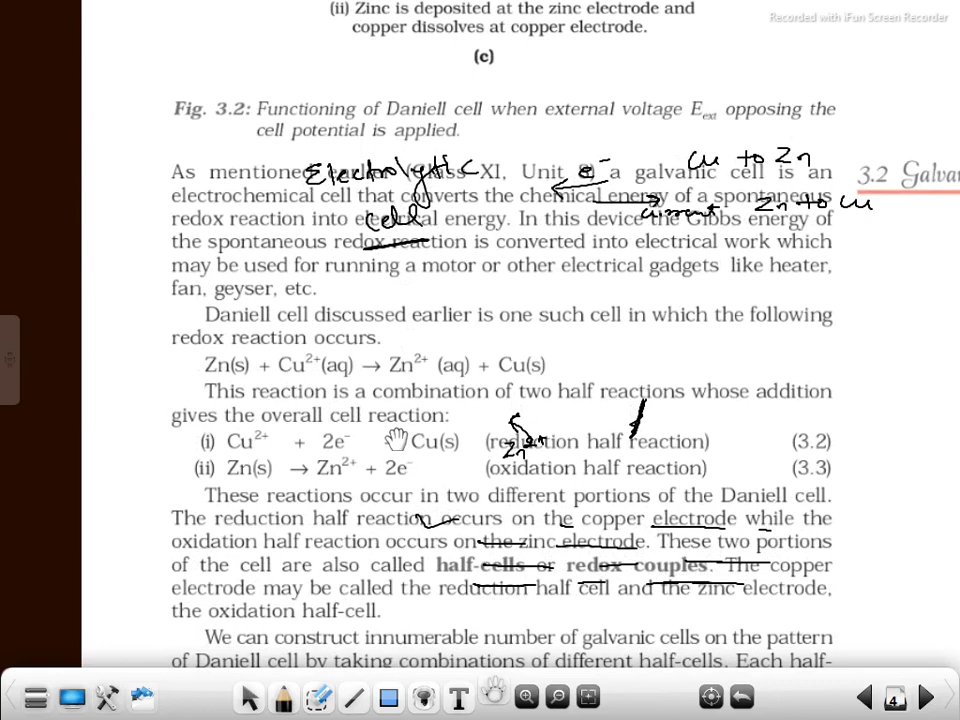 (ii) Zinc is deposited at the zinc electrode and
copper dissolves at copper electrode.
Recorded with iFun Screen Recorder
(c)
Fig. 3.2: Functioning of Daniell cell when external voltage Eext opposing the
cell potential is applied.
Electrolytic
cell
e⁻
Cu to Zn
current
Zn to Cu
As mentioned earlier (Class XI, Unit 8) a galvanic cell is an
electrochemical cell that converts the chemical energy of a spontaneous
redox reaction into electrical energy. In this device the Gibbs energy of
the spontaneous redox reaction is converted into electrical work which
may be used for running a motor or other electrical gadgets like heater,
fan, geyser, etc.
3.2 Galva
Daniell cell discussed earlier is one such cell in which the following
redox reaction occurs.
Zn(s) + Cu²⁺(aq) → Zn²⁺ (aq) + Cu(s)
This reaction is a combination of two half reactions whose addition
gives the overall cell reaction:
(i) Cu²⁺ + 2e⁻ Cu(s) (reduction half reaction) (3.2)
Zn²⁺
(ii) Zn(s) → Zn²⁺ + 2e⁻ (oxidation half reaction) (3.3)
These reactions occur in two different portions of the Daniell cell.
The reduction half reaction occurs on the copper electrode while the
oxidation half reaction occurs on the zinc electrode. These two portions
of the cell are also called half-cells or redox couples. The copper
electrode may be called the reduction half cell and the zinc electrode,
the oxidation half-cell.
We can construct innumerable number of galvanic cells on the pattern
of Daniell cell by taking combinations of different half-cells. Each half-
T
4